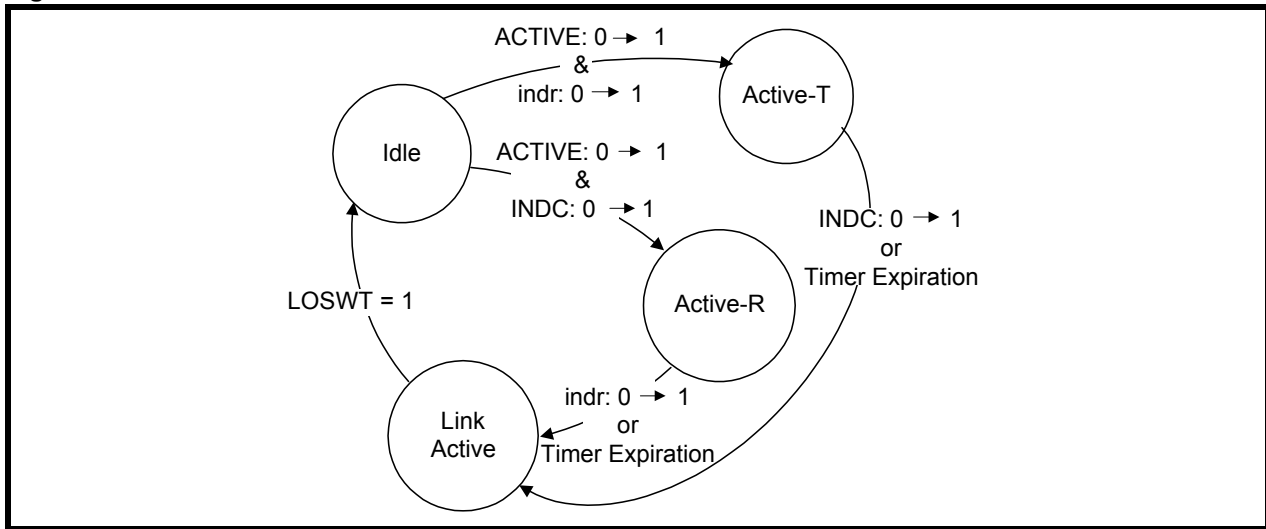 ACTIVE: 0 → 1
&
indr: 0 → 1
Active-T
Idle
ACTIVE: 0 → 1
&
INDC: 0 → 1
INDC: 0 → 1
or
Timer Expiration
Active-R
LOSWT = 1
indr: 0 → 1
or
Timer Expiration
Link
Active